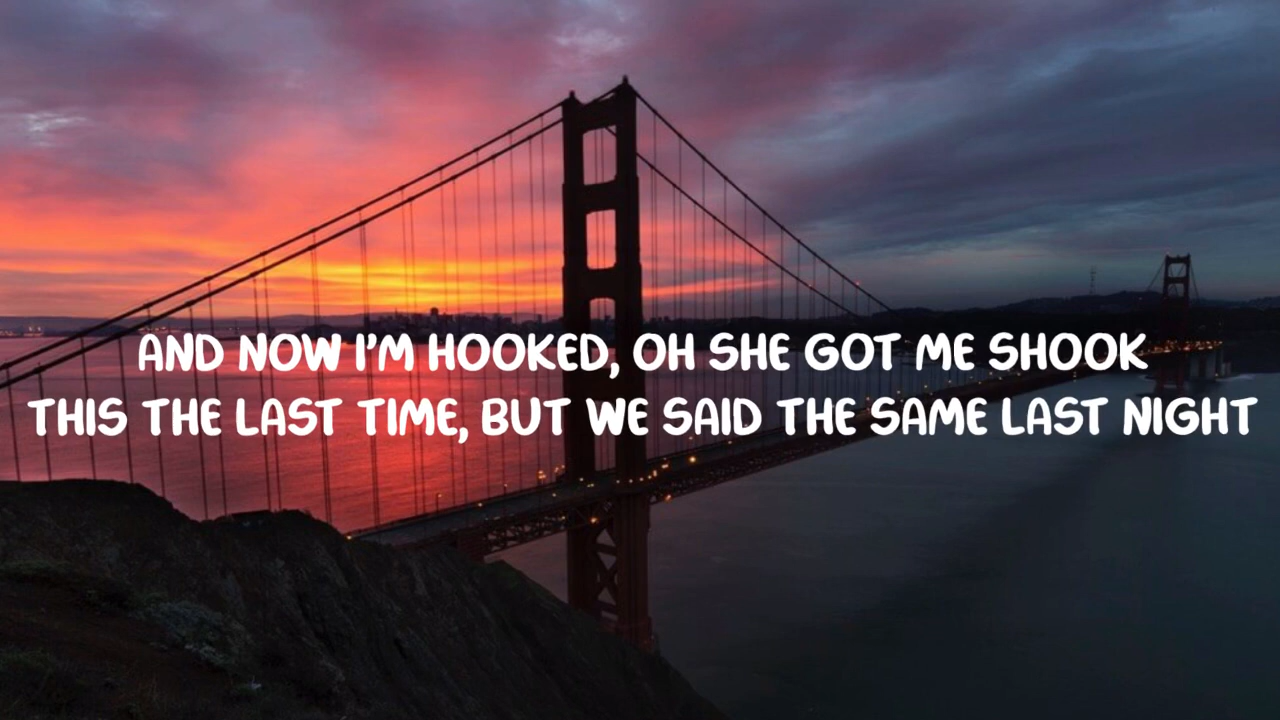 AND NOW I'M HOOKED, OH SHE GOT ME SHOOK
THIS THE LAST TIME, BUT WE SAID THE SAME LAST NIGHT